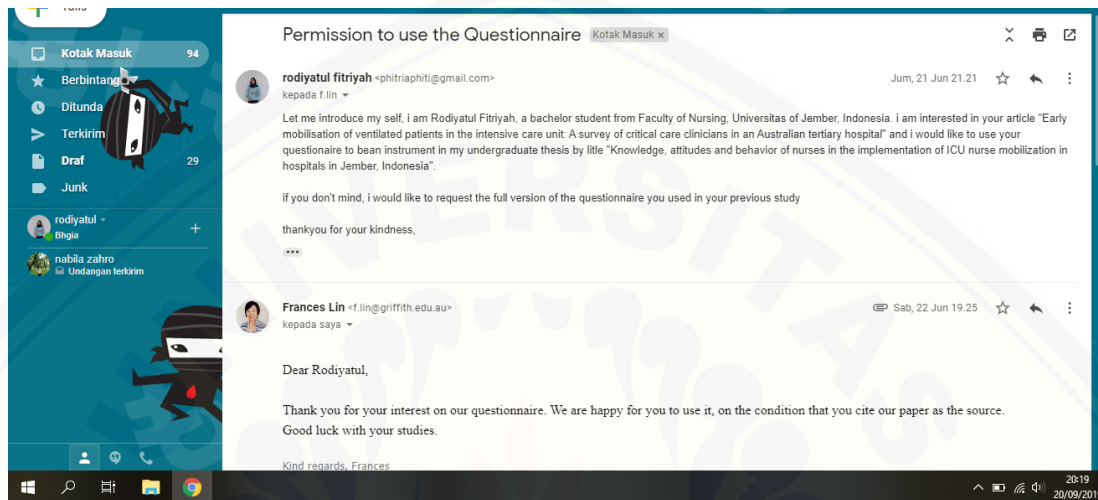 Tulis
Kotak Masuk 94
Berbintang
Ditunda
Terkirim
Draf 29
Junk
rodiyatul
Bhgia
nabila zahro
Undangan terkirim
Permission to use the Questionnaire Kotak Masuk x
rodiyatul fitriyah <phitriaphiti@gmail.com> Jum, 21 Jun 21.21
kepada f.lin
Let me introduce my self, i am Rodiyatul Fitriyah, a bachelor student from Faculty of Nursing, Universitas of Jember, Indonesia. i am interested in your article "Early
mobilisation of ventilated patients in the intensive care unit: A survey of critical care clinicians in an Australian tertiary hospital" and i would like to use your
questionaire to bean instrument in my undergraduate thesis by litle "Knowledge, attitudes and behavior of nurses in the implementation of ICU nurse mobilization in
hospitals in Jember, Indonesia".
if you don't mind, i would like to request the full version of the questionnaire you used in your previous study
thankyou for your kindness,
Frances Lin <f.lin@griffith.edu.au> Sab, 22 Jun 19.25
kepada saya
Dear Rodiyatul,
Thank you for your interest on our questionnaire. We are happy for you to use it, on the condition that you cite our paper as the source.
Good luck with your studies.
Kind regards, Frances
20:19
20/09/201
UNIVERSITAS